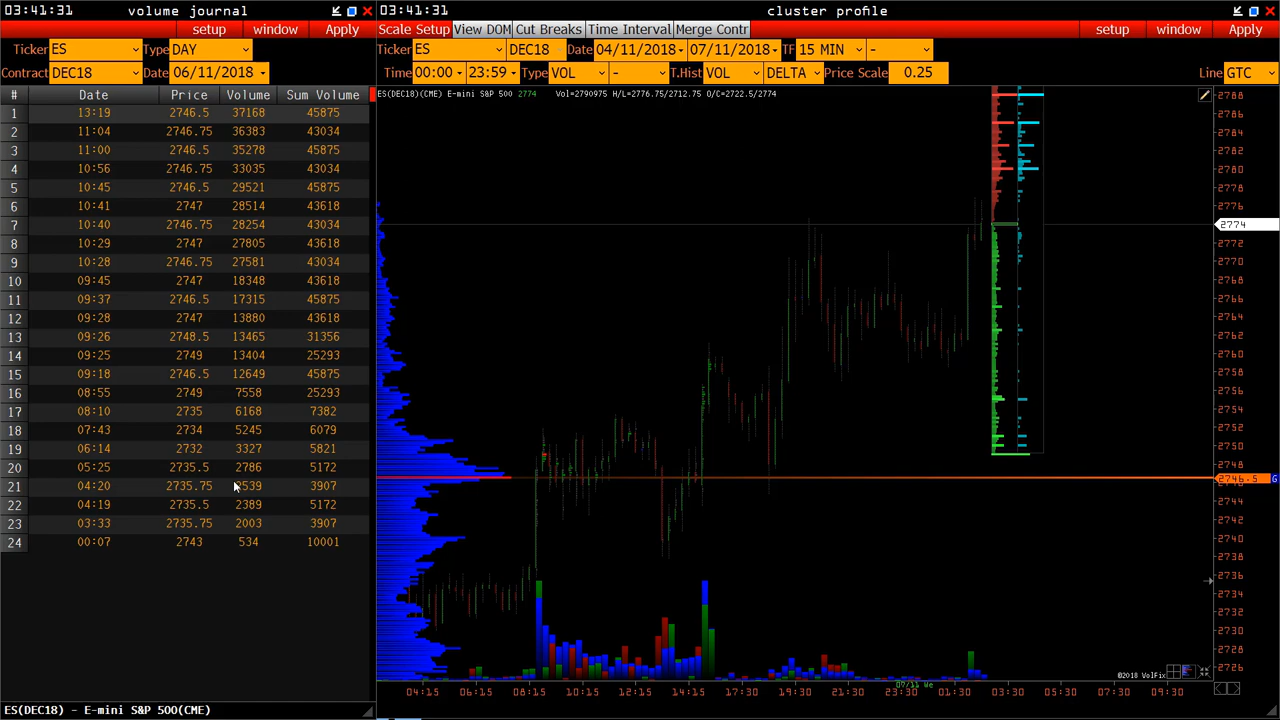 03:41:31 volume journal
setup window Apply
Ticker ES Type DAY
Contract DEC18 Date 06/11/2018
# Date Price Volume Sum Volume
1 13:19 2746.5 37168 45875
2 11:04 2746.75 36383 43034
3 11:00 2746.5 35278 45875
4 10:56 2746.75 33035 43034
5 10:45 2746.5 29521 45875
6 10:41 2747 28514 43618
7 10:40 2746.75 28254 43034
8 10:29 2747 27805 43618
9 10:28 2746.75 27581 43034
10 09:45 2747 18348 43618
11 09:37 2746.5 17315 45875
12 09:28 2747 13880 43618
13 09:26 2748.5 13465 31356
14 09:25 2749 13404 25293
15 09:18 2746.5 12649 45875
16 08:55 2749 7558 25293
17 08:10 2735 6168 7382
18 07:43 2734 5245 6079
19 06:14 2732 3327 5821
20 05:25 2735.5 2786 5172
21 04:20 2735.75 2539 3907
22 04:19 2735.5 2389 5172
23 03:33 2735.75 2003 3907
24 00:07 2743 534 10001
ES(DEC18) - E-mini S&P 500(CME)
03:41:31 cluster profile
Scale Setup View DOM Cut Breaks Time Interval Merge Contr setup window Apply
Ticker ES DEC18 Date 04/11/2018 07/11/2018 TF 15 MIN -
Time 00:00 23:59 Type VOL - T.Hist VOL DELTA Price Scale 0.25 Line GTC
ES(DEC18)(CME) E-mini S&P 500 2774 Vol=2790975 H/L=2776.75/2712.75 O/C=2722.5/2774
2788
2786
2784
2782
2780
2778
2776
2774
2772
2770
2768
2766
2764
2762
2760
2758
2756
2754
2752
2750
2748
2746.5 G
2744
2742
2740
2738
2736
2734
2732
2730
2728
2726
©2018 VolFix
04:15 06:15 08:15 10:15 12:15 14:15 17:30 19:30 21:30 23:30 01:30 03:30 05:30 07:30 09:30